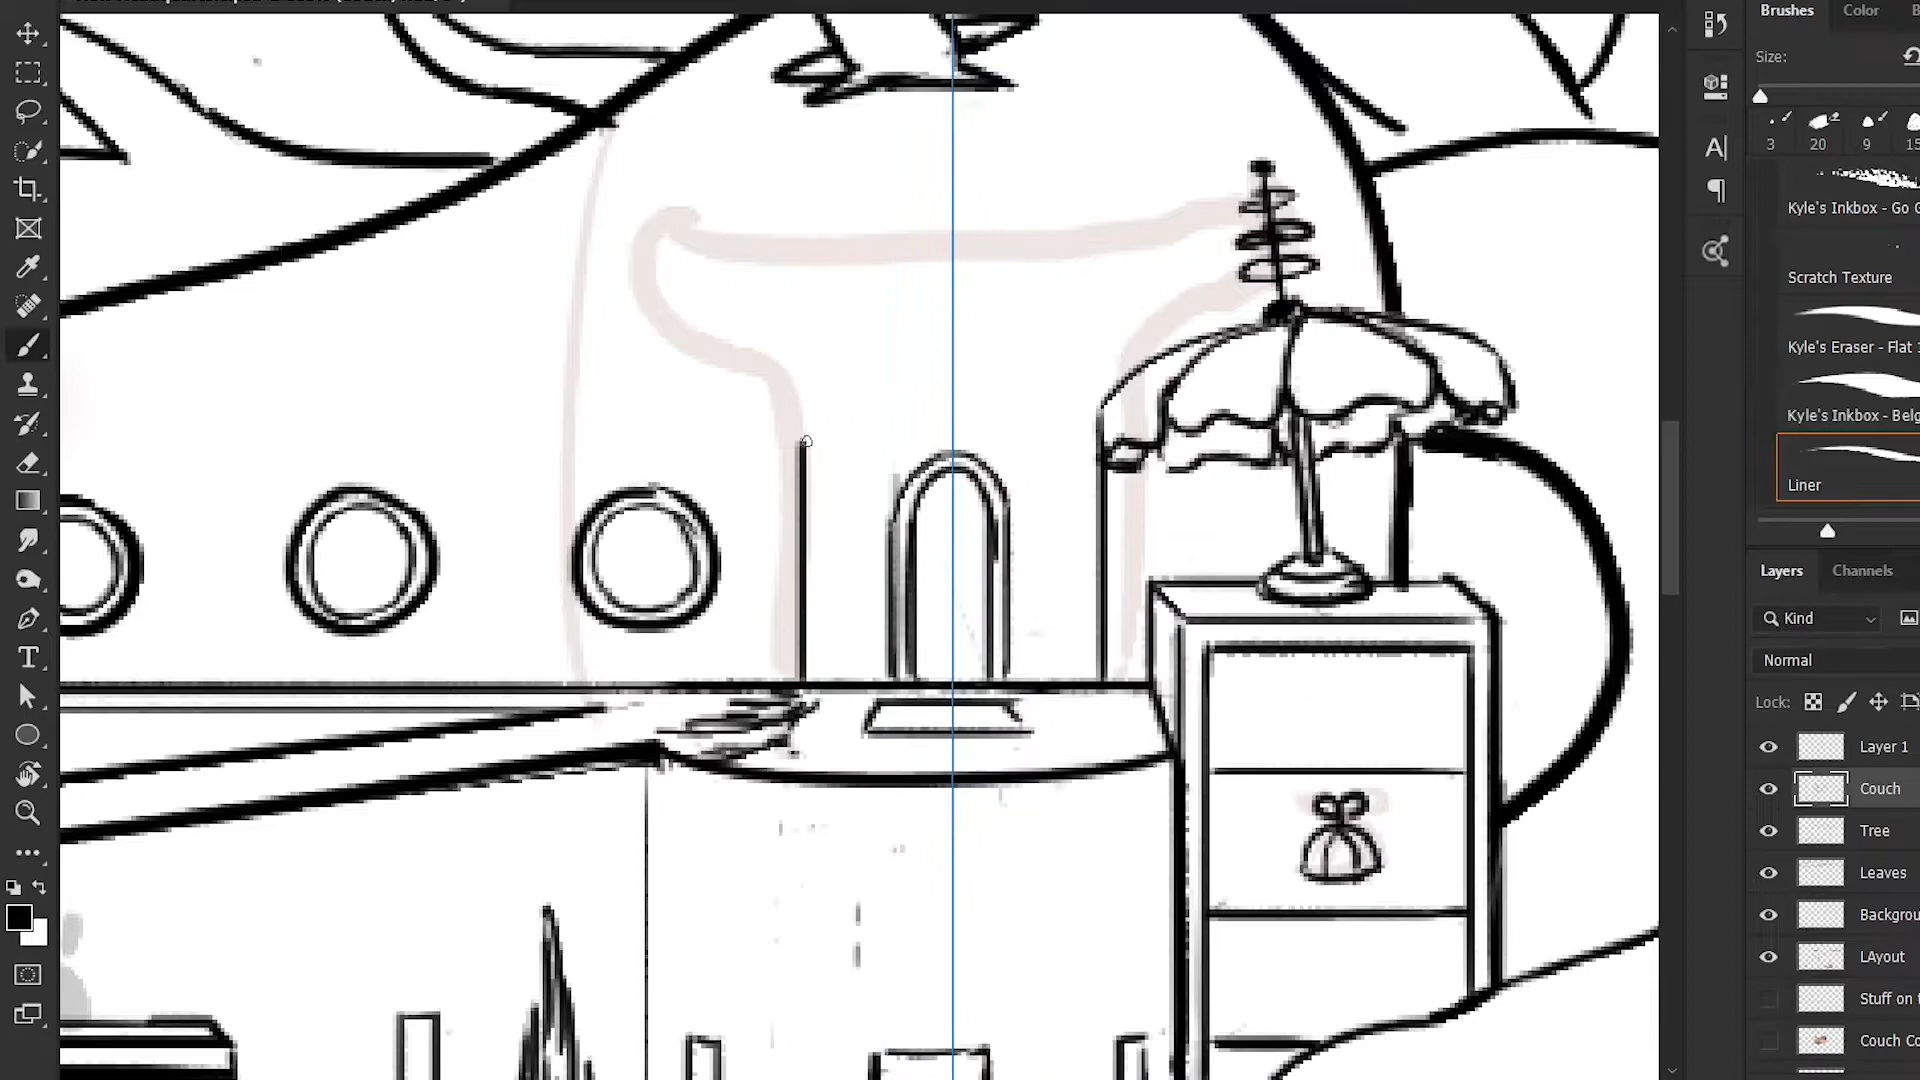 Brushes
Color
Size:
3
20
9
Kyle's Inkbox - Go
Scratch Texture
Kyle's Eraser - Flat
Kyle's Inkbox - Belg
Liner
Layers
Channels
Kind
Normal
Lock:
Layer 1
Couch
Tree
Leaves
Backgrou
LAyout
Stuff on
Couch Co